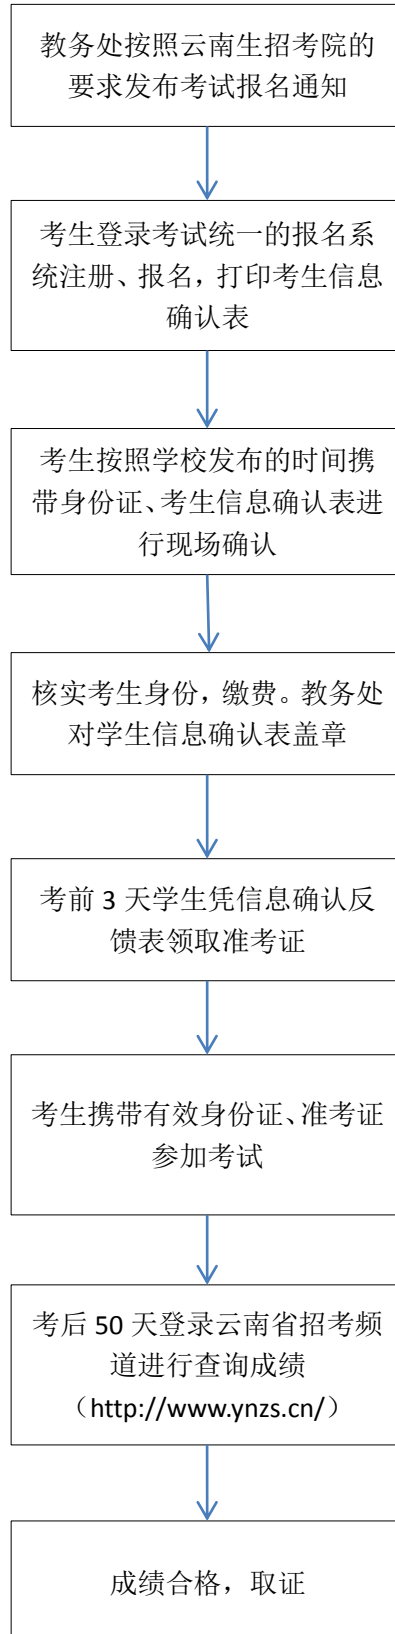 教务处按照云南生招考院的
要求发布考试报名通知
考生登录考试统一的报名系
统注册、报名，打印考生信息
确认表
考生按照学校发布的时间携
带身份证、考生信息确认表进
行现场确认
核实考生身份，缴费。教务处
对学生信息确认表盖章
考前 3 天学生凭信息确认反
馈表领取准考证
考生携带有效身份证、准考证
参加考试
考后 50 天登录云南省招考频
道进行查询成绩
（http://www.ynzs.cn/）
成绩合格，取证